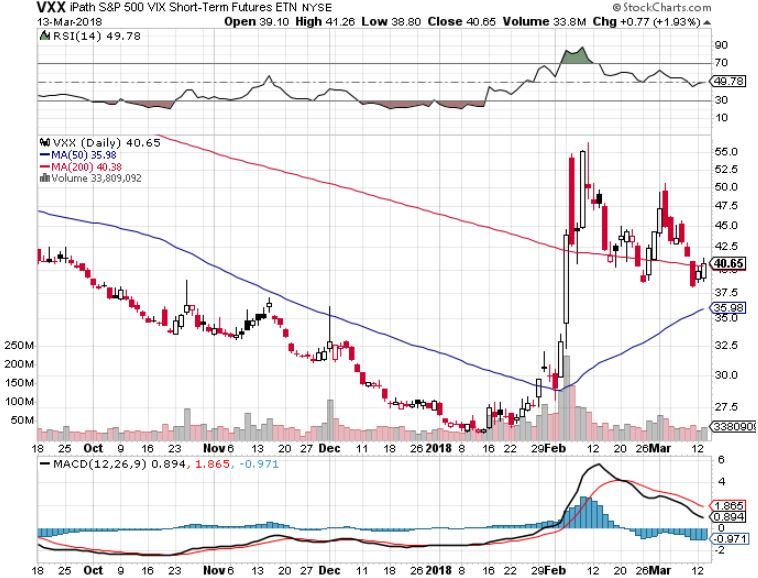 VXX iPath S&P 500 VIX Short-Term Futures ETN NYSE © StockCharts.com
13-Mar-2018 Open 39.10 High 41.26 Low 38.80 Close 40.65 Volume 33.8M Chg +0.77 (+1.93%)
RSI(14) 49.78
90
70
49.78
30
10
VXX (Daily) 40.65
MA(50) 35.98
MA(200) 40.38
Volume 33,809,092
55.0
52.5
50.0
47.5
45.0
42.5
40.65
37.5
35.98
35.0
32.5
30.0
27.5
250M
200M
150M
100M
50M
3380909
18 25 Oct 9 16 23 Nov 6 13 20 27 Dec 11 18 26 2018 8 16 22 29 Feb 12 20 26 Mar 12
MACD(12,26,9) 0.894, 1.865, -0.971
6
4
1.865
0.894
0
-0.971
-2
18 25 Oct 9 16 23 Nov 6 13 20 27 Dec 11 18 26 2018 8 16 22 29 Feb 12 20 26 Mar 12